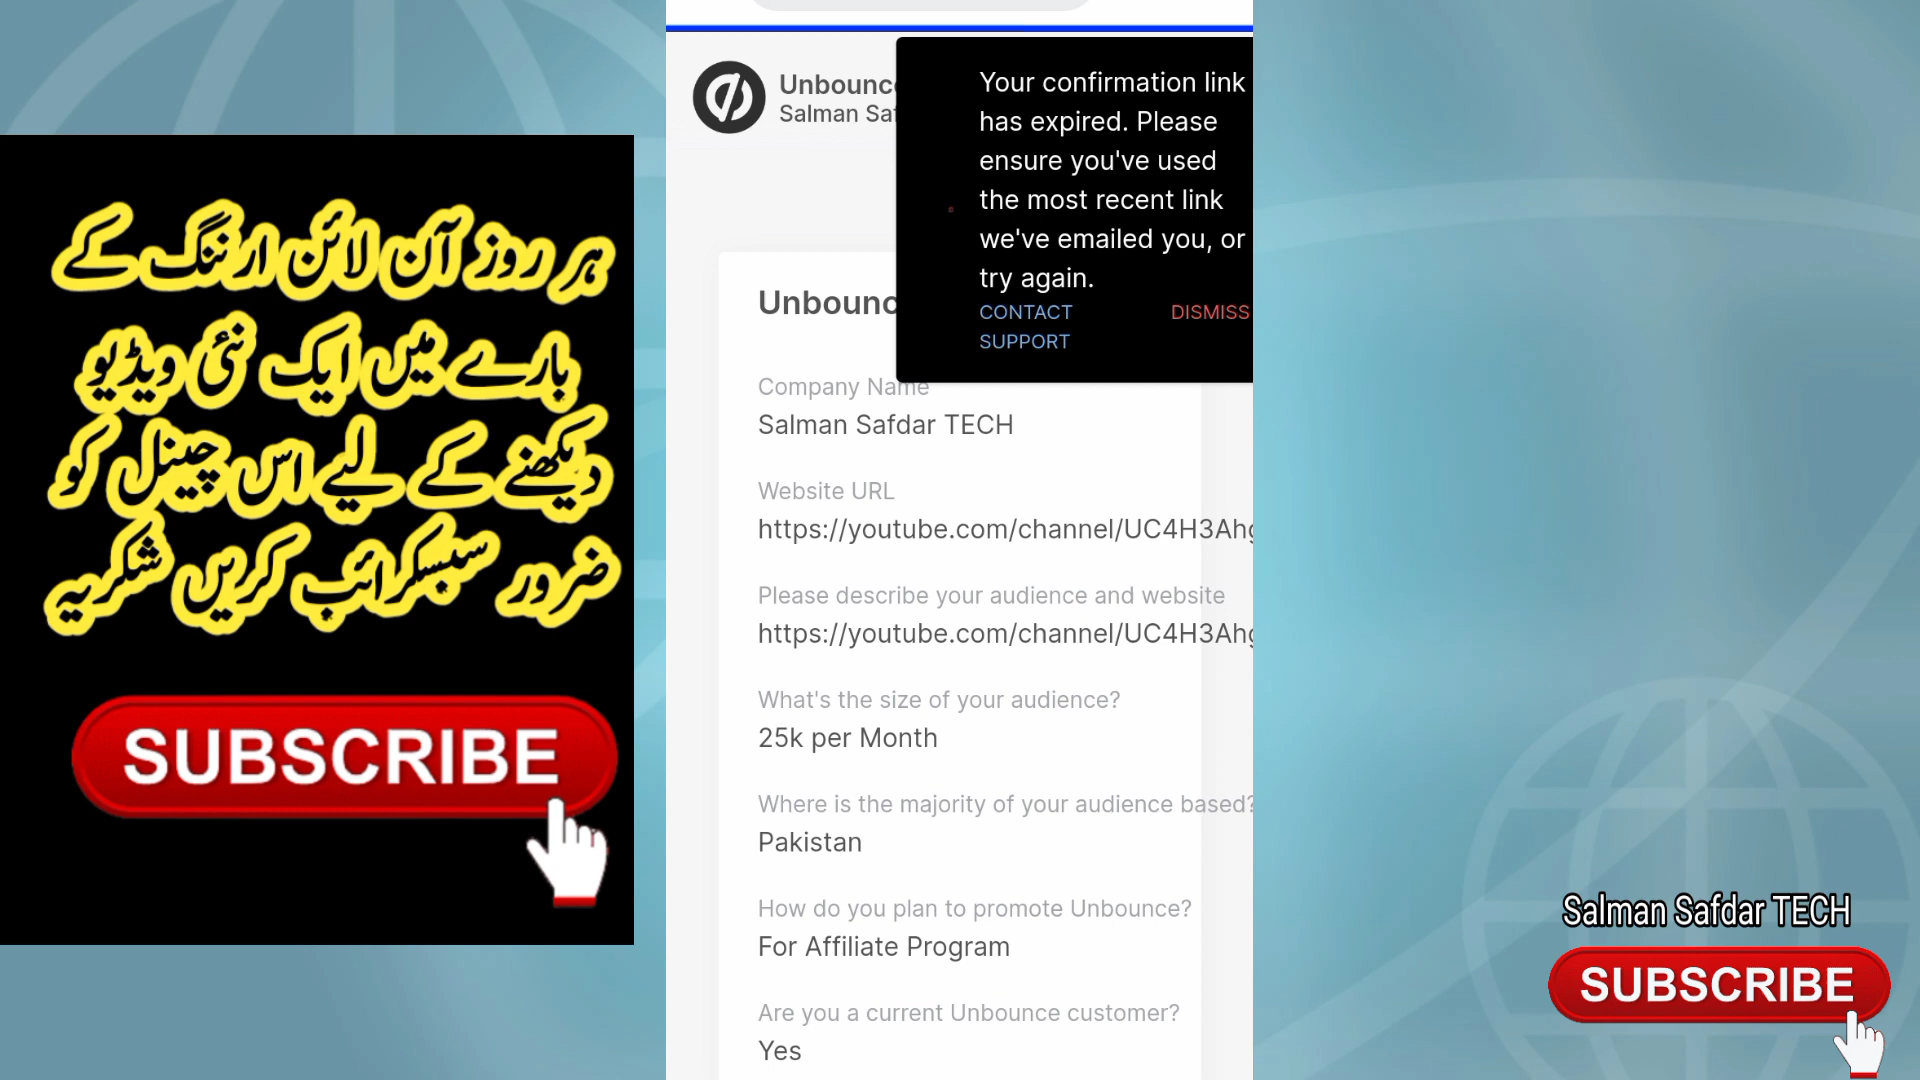 ہر روز آن لائن ارننگ کے
بارے میں ایک نئی ویڈیو
دیکھنے کے لیے اس چینل کو
ضرور سبسکرائب کریں شکریہ
SUBSCRIBE
Unbounc
Salman Saf
Your confirmation link
has expired. Please
ensure you've used
the most recent link
we've emailed you, or
try again.
CONTACT SUPPORT
DISMISS
Unbounc
Company Name
Salman Safdar TECH
Website URL
https://youtube.com/channel/UC4H3Ahg
Please describe your audience and website
https://youtube.com/channel/UC4H3Ahg
What's the size of your audience?
25k per Month
Where is the majority of your audience based?
Pakistan
How do you plan to promote Unbounce?
For Affiliate Program
Are you a current Unbounce customer?
Yes
Salman Safdar TECH
SUBSCRIBE